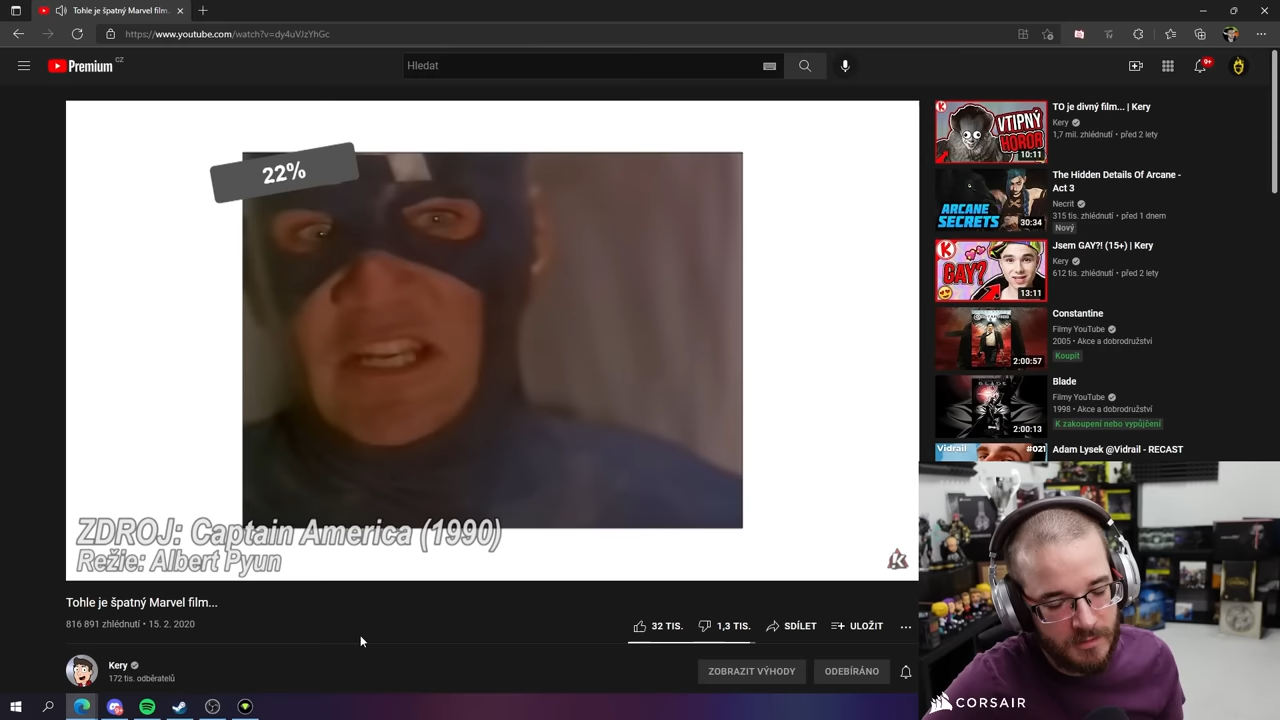 Tohle je špatný Marvel film...
https://www.youtube.com/watch?v=dy4uVJzYhGc
Premium CZ
Hledat
9+
22%
ZDROJ: Captain America (1990)
Režie: Albert Pyun
Tohle je špatný Marvel film...
816 891 zhlédnutí • 15. 2. 2020
32 TIS.
1,3 TIS.
SDÍLET
ULOŽIT
Kery
172 tis. odběratelů
ZOBRAZIT VÝHODY
ODEBÍRÁNO
VTIPNÝ
HOROR
10:11
TO je divný film... | Kery
Kery
1,7 mil. zhlédnutí • před 2 lety
ARCANE
SECRETS
30:34
The Hidden Details Of Arcane -
Act 3
Necrit
315 tis. zhlédnutí • před 1 dnem
Nový
GAY?
13:11
Jsem GAY?! (15+) | Kery
Kery
612 tis. zhlédnutí • před 2 lety
2:00:57
Constantine
Filmy YouTube
2005 • Akce a dobrodružství
Koupit
2:00:13
Blade
Filmy YouTube
1998 • Akce a dobrodružství
K zakoupení nebo vypůjčení
Vidrail
#021
Adam Lysek @Vidrail - RECAST
CORSAIR